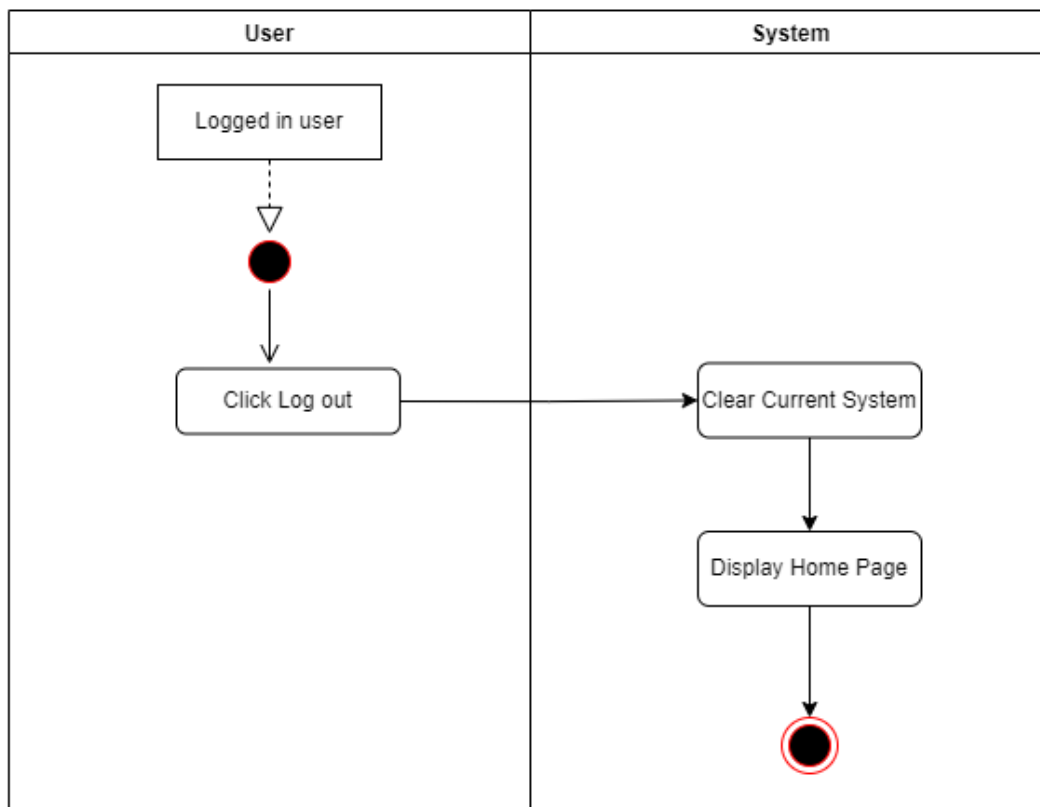 User
System
Logged in user
Click Log out
Clear Current System
Display Home Page